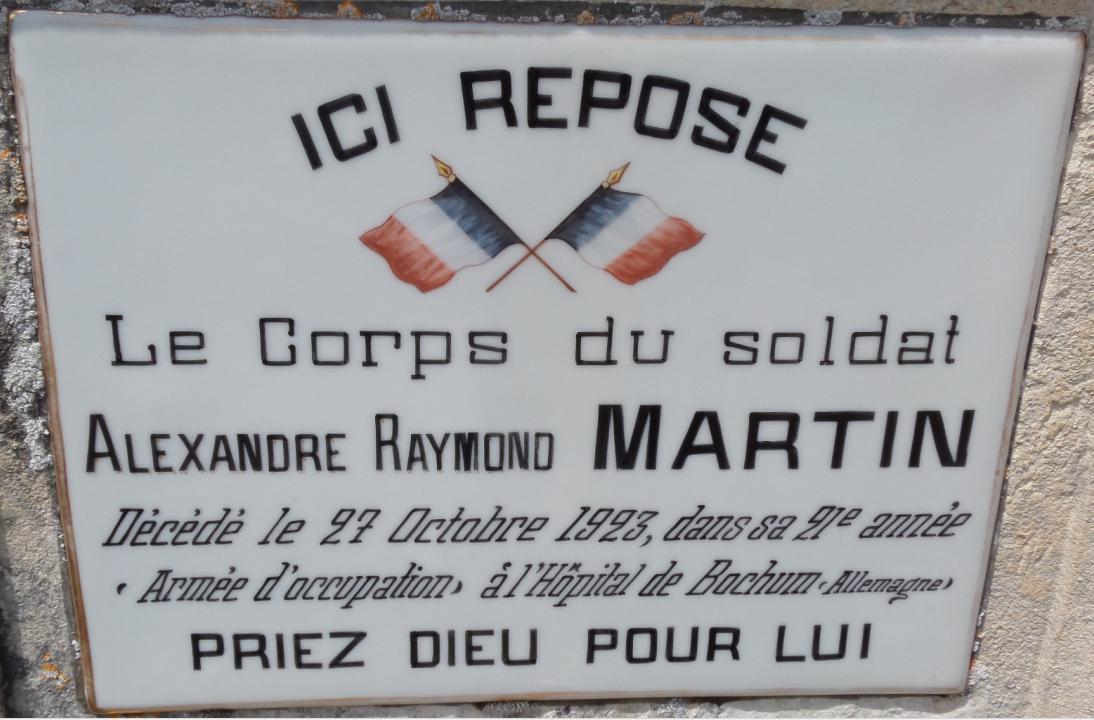 ICI REPOSE
Le Corps du soldat
ALEXANDRE RAYMOND MARTIN
Décédé le 27 Octobre 1923, dans sa 21e année
‹ Armée d'occupation › à l'Hôpital de Bochum ‹ Allemagne ›
PRIEZ DIEU POUR LUI